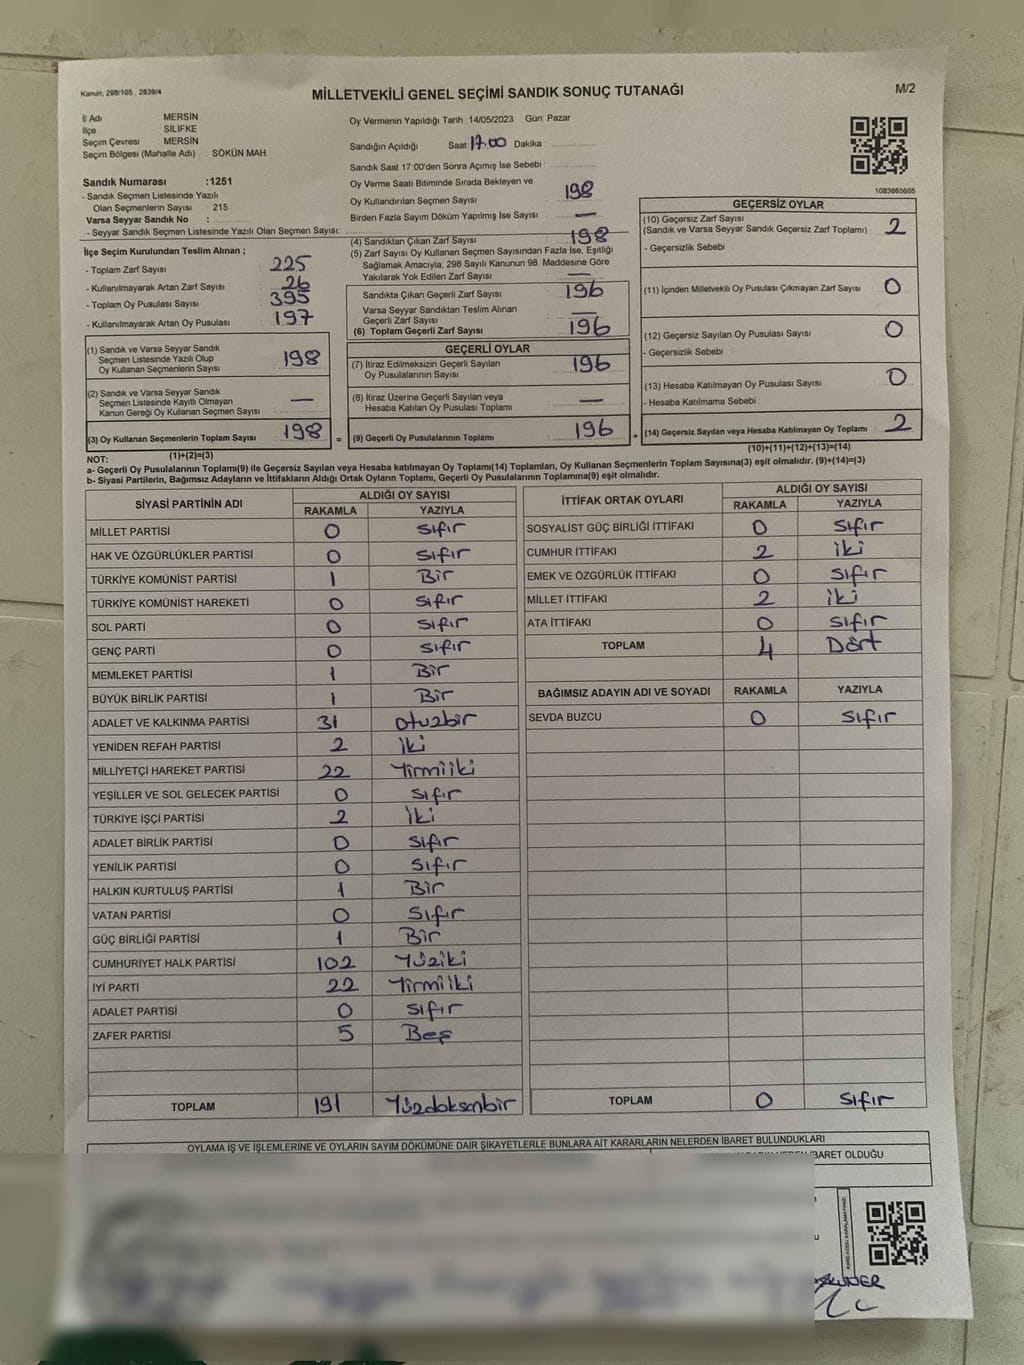 Kanun: 298/105 , 2839/4
MİLLETVEKİLİ GENEL SEÇİMİ SANDIK SONUÇ TUTANAĞI
M/2
İl Adı MERSİN
İlçe SİLİFKE
Seçim Çevresi MERSİN
Seçim Bölgesi (Mahalle Adı) : SÖKÜN MAH.
Sandık Numarası :1251
- Sandık Seçmen Listesinde Yazılı
Olan Seçmenlerin Sayısı : 215
Varsa Seyyar Sandık No :
- Seyyar Sandık Seçmen Listesinde Yazılı Olan Seçmen Sayısı:
Oy Vermenin Yapıldığı Tarih 14/05/2023 Gün Pazar
Sandığın Açıldığı Saat 17.00 Dakika
Sandık Saat 17:00'den Sonra Açılmış İse Sebebi :
Oy Verme Saati Bitiminde Sırada Bekleyen ve
Oy Kullandırılan Seçmen Sayısı 198
Birden Fazla Sayım Döküm Yapılmış İse Sayısı : —
1083865605
İlçe Seçim Kurulundan Teslim Alınan ;
- Toplam Zarf Sayısı : 225
- Kullanılmayarak Artan Zarf Sayısı : 26
- Toplam Oy Pusulası Sayısı : 395
- Kullanılmayarak Artan Oy Pusulası : 197
(4) Sandıktan Çıkan Zarf Sayısı : 198
(5) Zarf Sayısı Oy Kullanan Seçmen Sayısından Fazla İse, Eşitliği
Sağlamak Amacıyla; 298 Sayılı Kanunun 98. Maddesine Göre
Yakılarak Yok Edilen Zarf Sayısı : —
Sandıkta Çıkan Geçerli Zarf Sayısı : 196
Varsa Seyyar Sandıktan Teslim Alınan
Geçerli Zarf Sayısı : —
(6) Toplam Geçerli Zarf Sayısı : 196
GEÇERSİZ OYLAR
(10) Geçersiz Zarf Sayısı
(Sandık ve Varsa Seyyar Sandık Geçersiz Zarf Toplamı) : 2
- Geçersizlik Sebebi :
(11) İçinden Milletvekili Oy Pusulası Çıkmayan Zarf Sayısı : 0
(12) Geçersiz Sayılan Oy Pusulası Sayısı : 0
- Geçersizlik Sebebi :
(13) Hesaba Katılmayan Oy Pusulası Sayısı : 0
- Hesaba Katılmama Sebebi :
(14) Geçersiz Sayılan veya Hesaba Katılmayan Oy Toplamı : 2
(10)+(11)+(12)+(13)=(14)
(1) Sandık ve Varsa Seyyar Sandık
Seçmen Listesinde Yazılı Olup
Oy Kullanan Seçmenlerin Sayısı : 198
(2) Sandık ve Varsa Seyyar Sandık
Seçmen Listesinde Kayıtlı Olmayan
Kanun Gereği Oy Kullanan Seçmen Sayısı : —
(3) Oy Kullanan Seçmenlerin Toplam Sayısı : 198
(1)+(2)=(3)
GEÇERLİ OYLAR
(7) İtiraz Edilmeksizin Geçerli Sayılan
Oy Pusulalarının Sayısı : 196
(8) İtiraz Üzerine Geçerli Sayılan veya
Hesaba Katılan Oy Pusulası Toplamı : —
= (9) Geçerli Oy Pusulalarının Toplamı : 196 +
NOT:
a- Geçerli Oy Pusulalarının Toplamı(9) ile Geçersiz Sayılan veya Hesaba katılmayan Oy Toplamı(14) Toplamları, Oy Kullanan Seçmenlerin Toplam Sayısına(3) eşit olmalıdır. (9)+(14)=(3)
b- Siyasi Partilerin, Bağımsız Adayların ve İttifakların Aldığı Ortak Oyların Toplamı, Geçerli Oy Pusulalarının Toplamına(9) eşit olmalıdır.
SİYASİ PARTİNİN ADI ALDIĞI OY SAYISI
RAKAMLA YAZIYLA
MİLLET PARTİSİ 0 sıfır
HAK VE ÖZGÜRLÜKLER PARTİSİ 0 sıfır
TÜRKİYE KOMÜNİST PARTİSİ 1 Bir
TÜRKİYE KOMÜNİST HAREKETİ 0 sıfır
SOL PARTİ 0 sıfır
GENÇ PARTİ 0 sıfır
MEMLEKET PARTİSİ 1 Bir
BÜYÜK BİRLİK PARTİSİ 1 Bir
ADALET VE KALKINMA PARTİSİ 31 otuzbir
YENİDEN REFAH PARTİSİ 2 iki
MİLLİYETÇİ HAREKET PARTİSİ 22 Yirmiiki
YEŞİLLER VE SOL GELECEK PARTİSİ 0 sıfır
TÜRKİYE İŞÇİ PARTİSİ 2 iki
ADALET BİRLİK PARTİSİ 0 sıfır
YENİLİK PARTİSİ 0 sıfır
HALKIN KURTULUŞ PARTİSİ 1 Bir
VATAN PARTİSİ 0 sıfır
GÜÇ BİRLİĞİ PARTİSİ 1 Bir
CUMHURİYET HALK PARTİSİ 102 Yüziki
İYİ PARTİ 22 Yirmiiki
ADALET PARTİSİ 0 sıfır
ZAFER PARTİSİ 5 Beş
TOPLAM 191 Yüzdoksanbir
İTTİFAK ORTAK OYLARI ALDIĞI OY SAYISI
RAKAMLA YAZIYLA
SOSYALİST GÜÇ BİRLİĞİ İTTİFAKI 0 sıfır
CUMHUR İTTİFAKI 2 iki
EMEK VE ÖZGÜRLÜK İTTİFAKI 0 sıfır
MİLLET İTTİFAKI 2 iki
ATA İTTİFAKI 0 sıfır
TOPLAM 4 Dört
BAĞIMSIZ ADAYIN ADI VE SOYADI RAKAMLA YAZIYLA
SEVDA BUZCU 0 sıfır
TOPLAM 0 sıfır
OYLAMA İŞ VE İŞLEMLERİNE VE OYLARIN SAYIM DÖKÜMÜNE DAİR ŞİKAYETLERLE BUNLARA AİT KARARLARIN NELERDEN İBARET BULUNDUKLARI
İBARET OLDUĞU